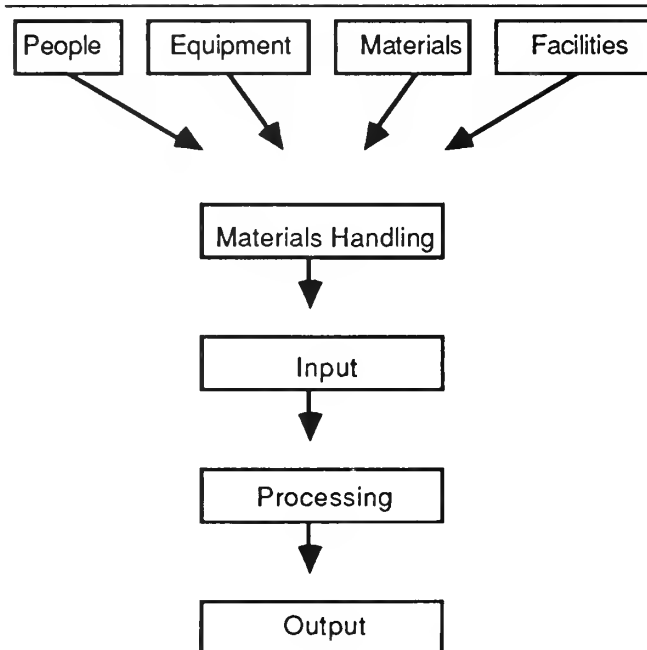 People Equipment Materials Facilities
Materials Handling
Input
Processing
Output